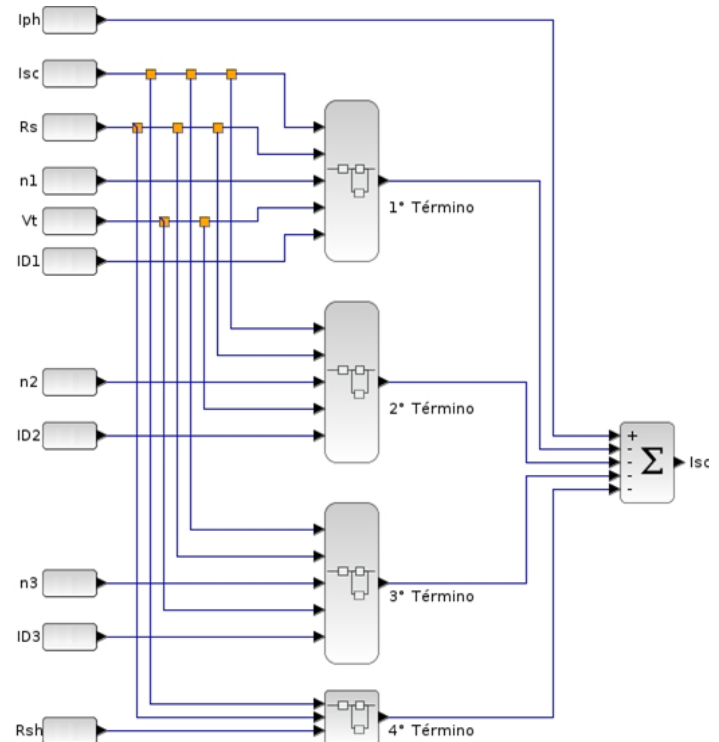 Iph
Isc
Rs
n1
Vt
ID1
1° Término
n2
ID2
2° Término
+
-
-
-
-
Σ
Isc
n3
ID3
3° Término
Rsh
4° Término